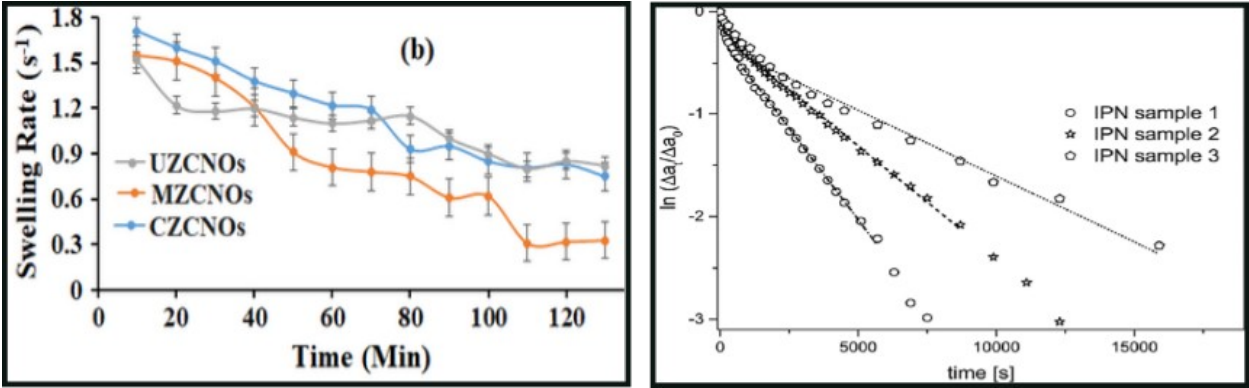 1.8
1.5
1.2
0.9
0.6
0.3
0
Swelling Rate (s⁻¹)
(b)
UZCNOs
MZCNOs
CZCNOs
0 20 40 60 80 100 120
Time (Min)
0
-1
-2
-3
ln (Δaₜ/Δa₀)
IPN sample 1
IPN sample 2
IPN sample 3
0 5000 10000 15000
time [s]